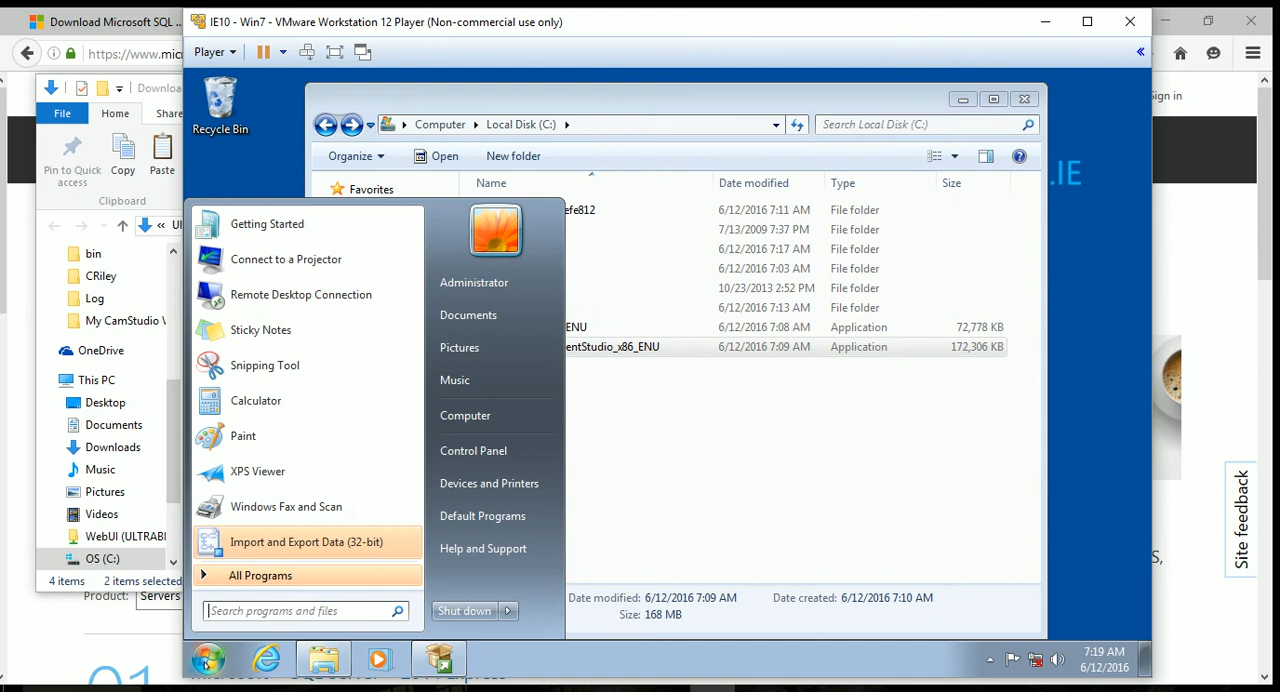 Download Microsoft SQL ...
IE10 - Win7 - VMware Workstation 12 Player (Non-commercial use only)
https://www.mic
Player
Sign in
File
Home
Share
Downloa
Pin to Quick
access
Copy
Paste
Clipboard
« Ul
bin
CRiley
Log
My CamStudio V
OneDrive
This PC
Desktop
Documents
Downloads
Music
Pictures
Videos
WebUI (ULTRABI
OS (C:)
4 items
2 items selected
Product:
Servers
Recycle Bin
Computer
Local Disk (C:)
Search Local Disk (C:)
Organize
Open
New folder
Favorites
Name
Date modified
Type
Size
.IE
efe812
6/12/2016 7:11 AM
File folder
7/13/2009 7:37 PM
File folder
6/12/2016 7:17 AM
File folder
6/12/2016 7:03 AM
File folder
10/23/2013 2:52 PM
File folder
6/12/2016 7:13 AM
File folder
ENU
6/12/2016 7:08 AM
Application
72,778 KB
entStudio_x86_ENU
6/12/2016 7:09 AM
Application
172,306 KB
Getting Started
Connect to a Projector
Remote Desktop Connection
Sticky Notes
Snipping Tool
Calculator
Paint
XPS Viewer
Windows Fax and Scan
Import and Export Data (32-bit)
All Programs
Search programs and files
Administrator
Documents
Pictures
Music
Computer
Control Panel
Devices and Printers
Default Programs
Help and Support
Shut down
Date modified: 6/12/2016 7:09 AM
Date created: 6/12/2016 7:10 AM
Size: 168 MB
Site feedback
S,
7:19 AM
6/12/2016
01